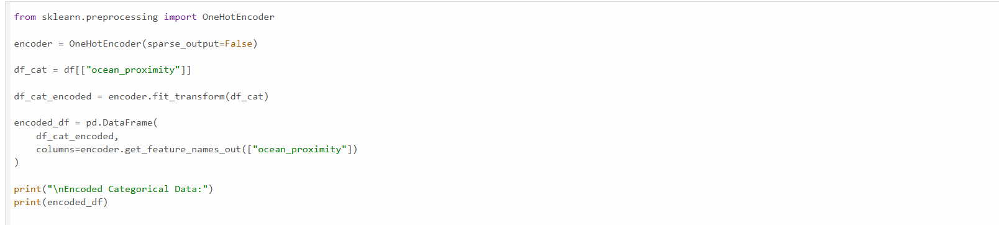 from sklearn.preprocessing import OneHotEncoder
encoder = OneHotEncoder(sparse_output=False)
df_cat = df[["ocean_proximity"]]
df_cat_encoded = encoder.fit_transform(df_cat)
encoded_df = pd.DataFrame(
    df_cat_encoded,
    columns=encoder.get_feature_names_out(["ocean_proximity"])
)
print("\nEncoded Categorical Data:")
print(encoded_df)